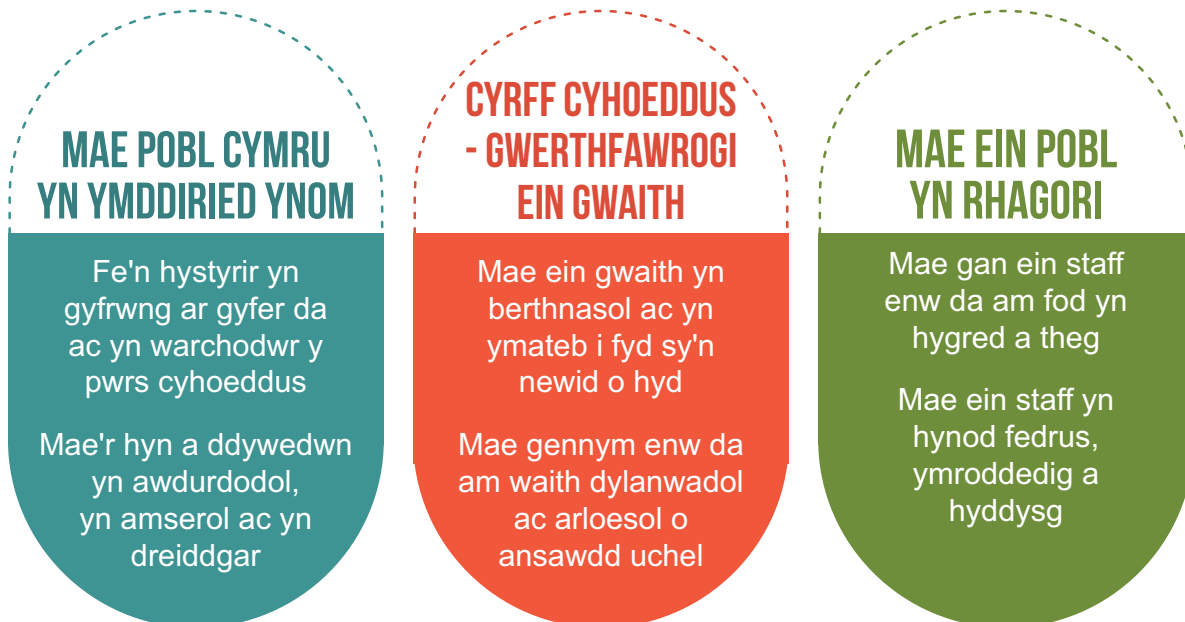 MAE POBL CYMRU
YN YMDDIRIED YNOM
Fe'n hystyrir yn
gyfrwng ar gyfer da
ac yn warchodwr y
pwrs cyhoeddus
Mae'r hyn a ddywedwn
yn awdurdodol,
yn amserol ac yn
dreiddgar
CYRFF CYHOEDDUS
- GWERTHFAWROGI
EIN GWAITH
Mae ein gwaith yn
berthnasol ac yn
ymateb i fyd sy'n
newid o hyd
Mae gennym enw da
am waith dylanwadol
ac arloesol o
ansawdd uchel
MAE EIN POBL
YN RHAGORI
Mae gan ein staff
enw da am fod yn
hygred a theg
Mae ein staff yn
hynod fedrus,
ymroddedig a
hyddysg